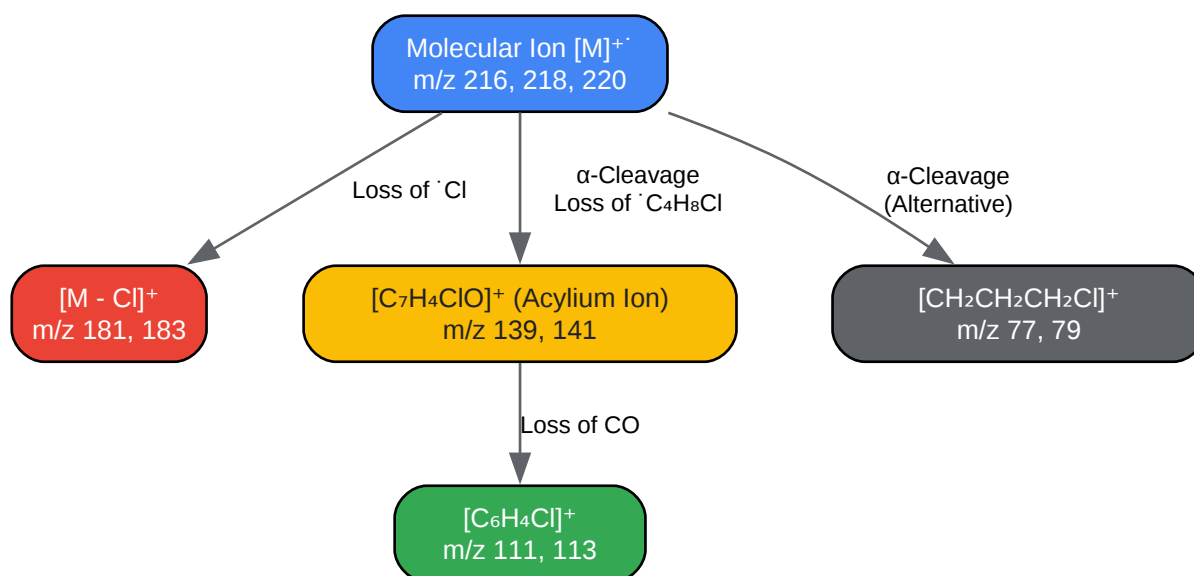 Molecular Ion [M]⁺˙
m/z 216, 218, 220
Loss of ˙Cl
α-Cleavage
Loss of ˙C₄H₈Cl
α-Cleavage
(Alternative)
[M - Cl]⁺
m/z 181, 183
[C₇H₄ClO]⁺ (Acylium Ion)
m/z 139, 141
[CH₂CH₂CH₂Cl]⁺
m/z 77, 79
Loss of CO
[C₆H₄Cl]⁺
m/z 111, 113